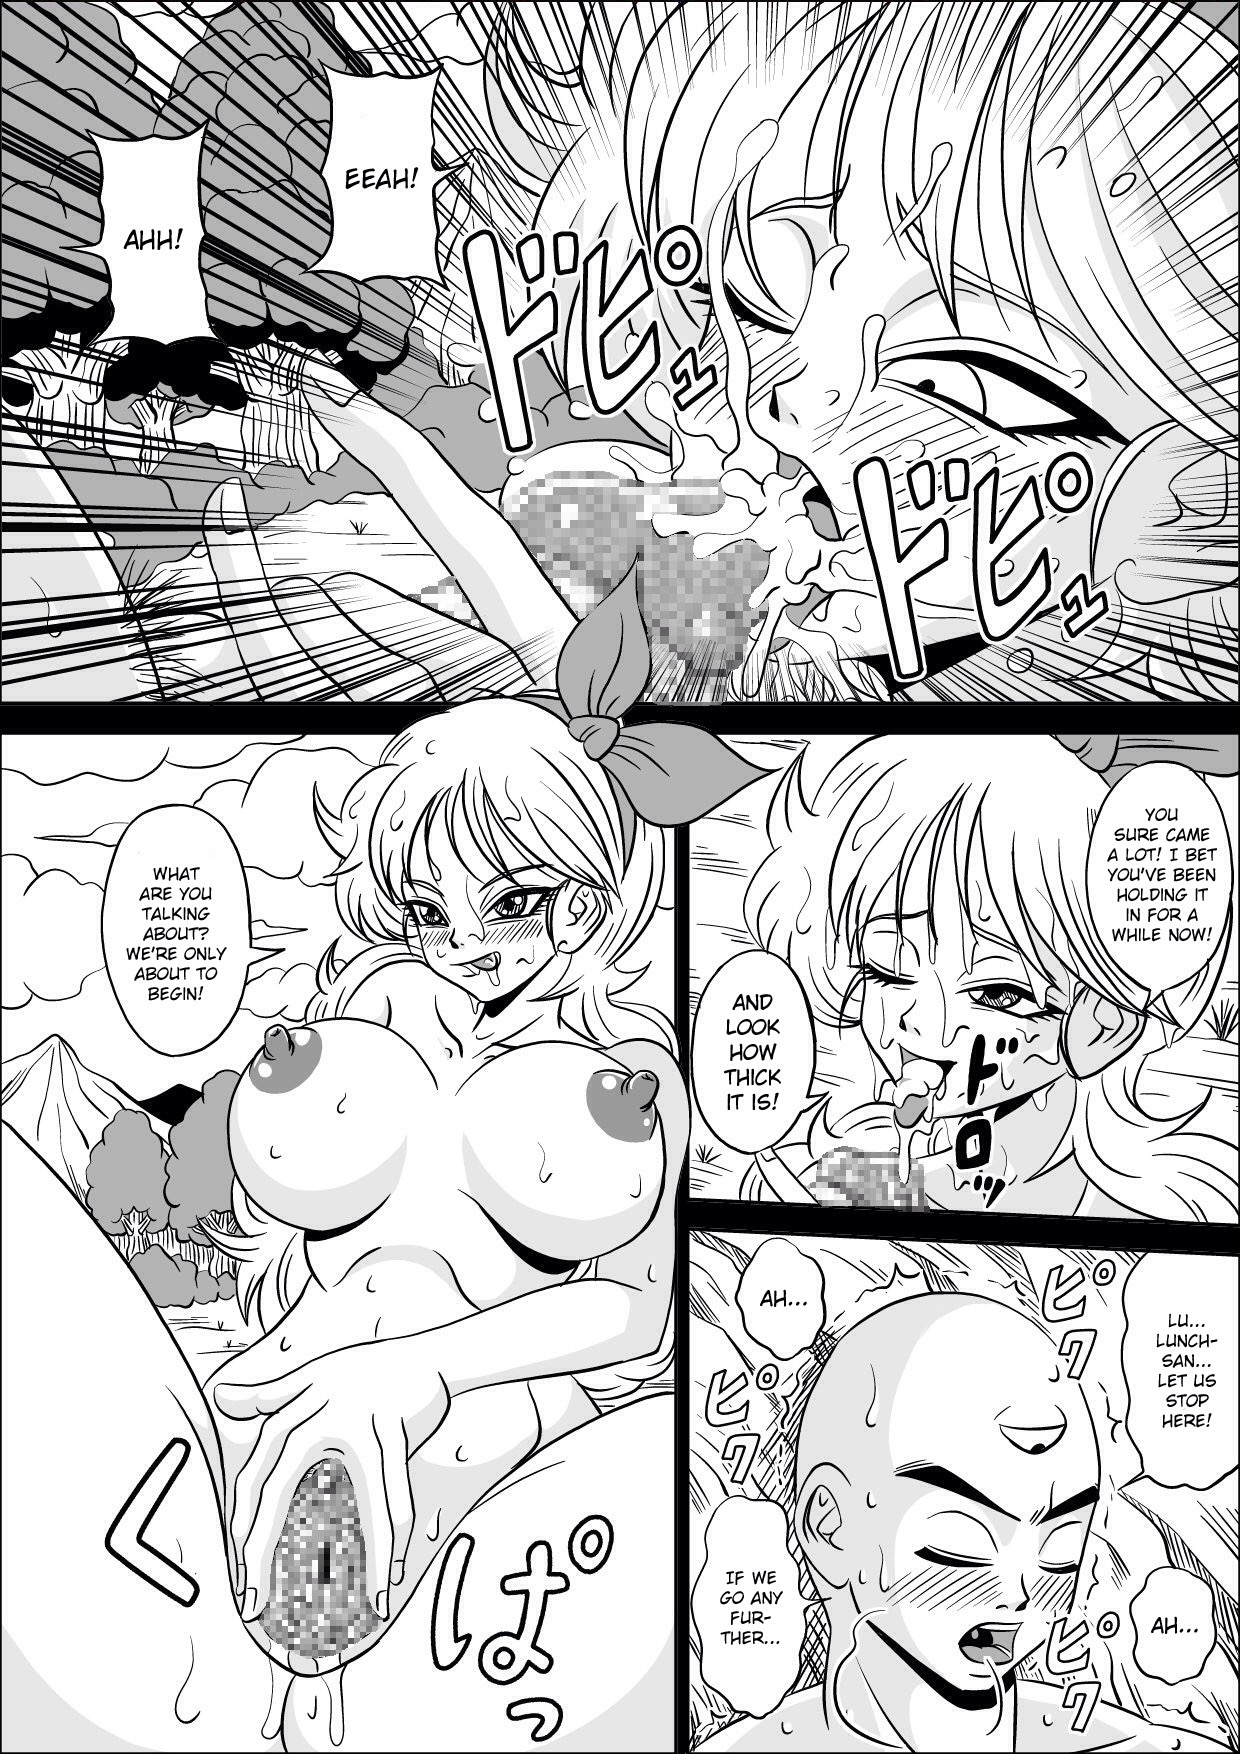 EEAH!
AHH!
ドピュ
ドピュ
YOU
SURE CAME
A LOT! I BET
YOU'VE BEEN
HOLDING IT
IN FOR A
WHILE NOW!
AND
LOOK
HOW
THICK
IT IS!
ドロッ
WHAT
ARE YOU
TALKING
ABOUT?
WE'RE ONLY
ABOUT TO
BEGIN!
くぱっ
LU...
LUNCH-
SAN...
LET US
STOP
HERE!
AH...
ピク
ピク
IF WE
GO ANY
FUR-
THER...
AH...
ピク